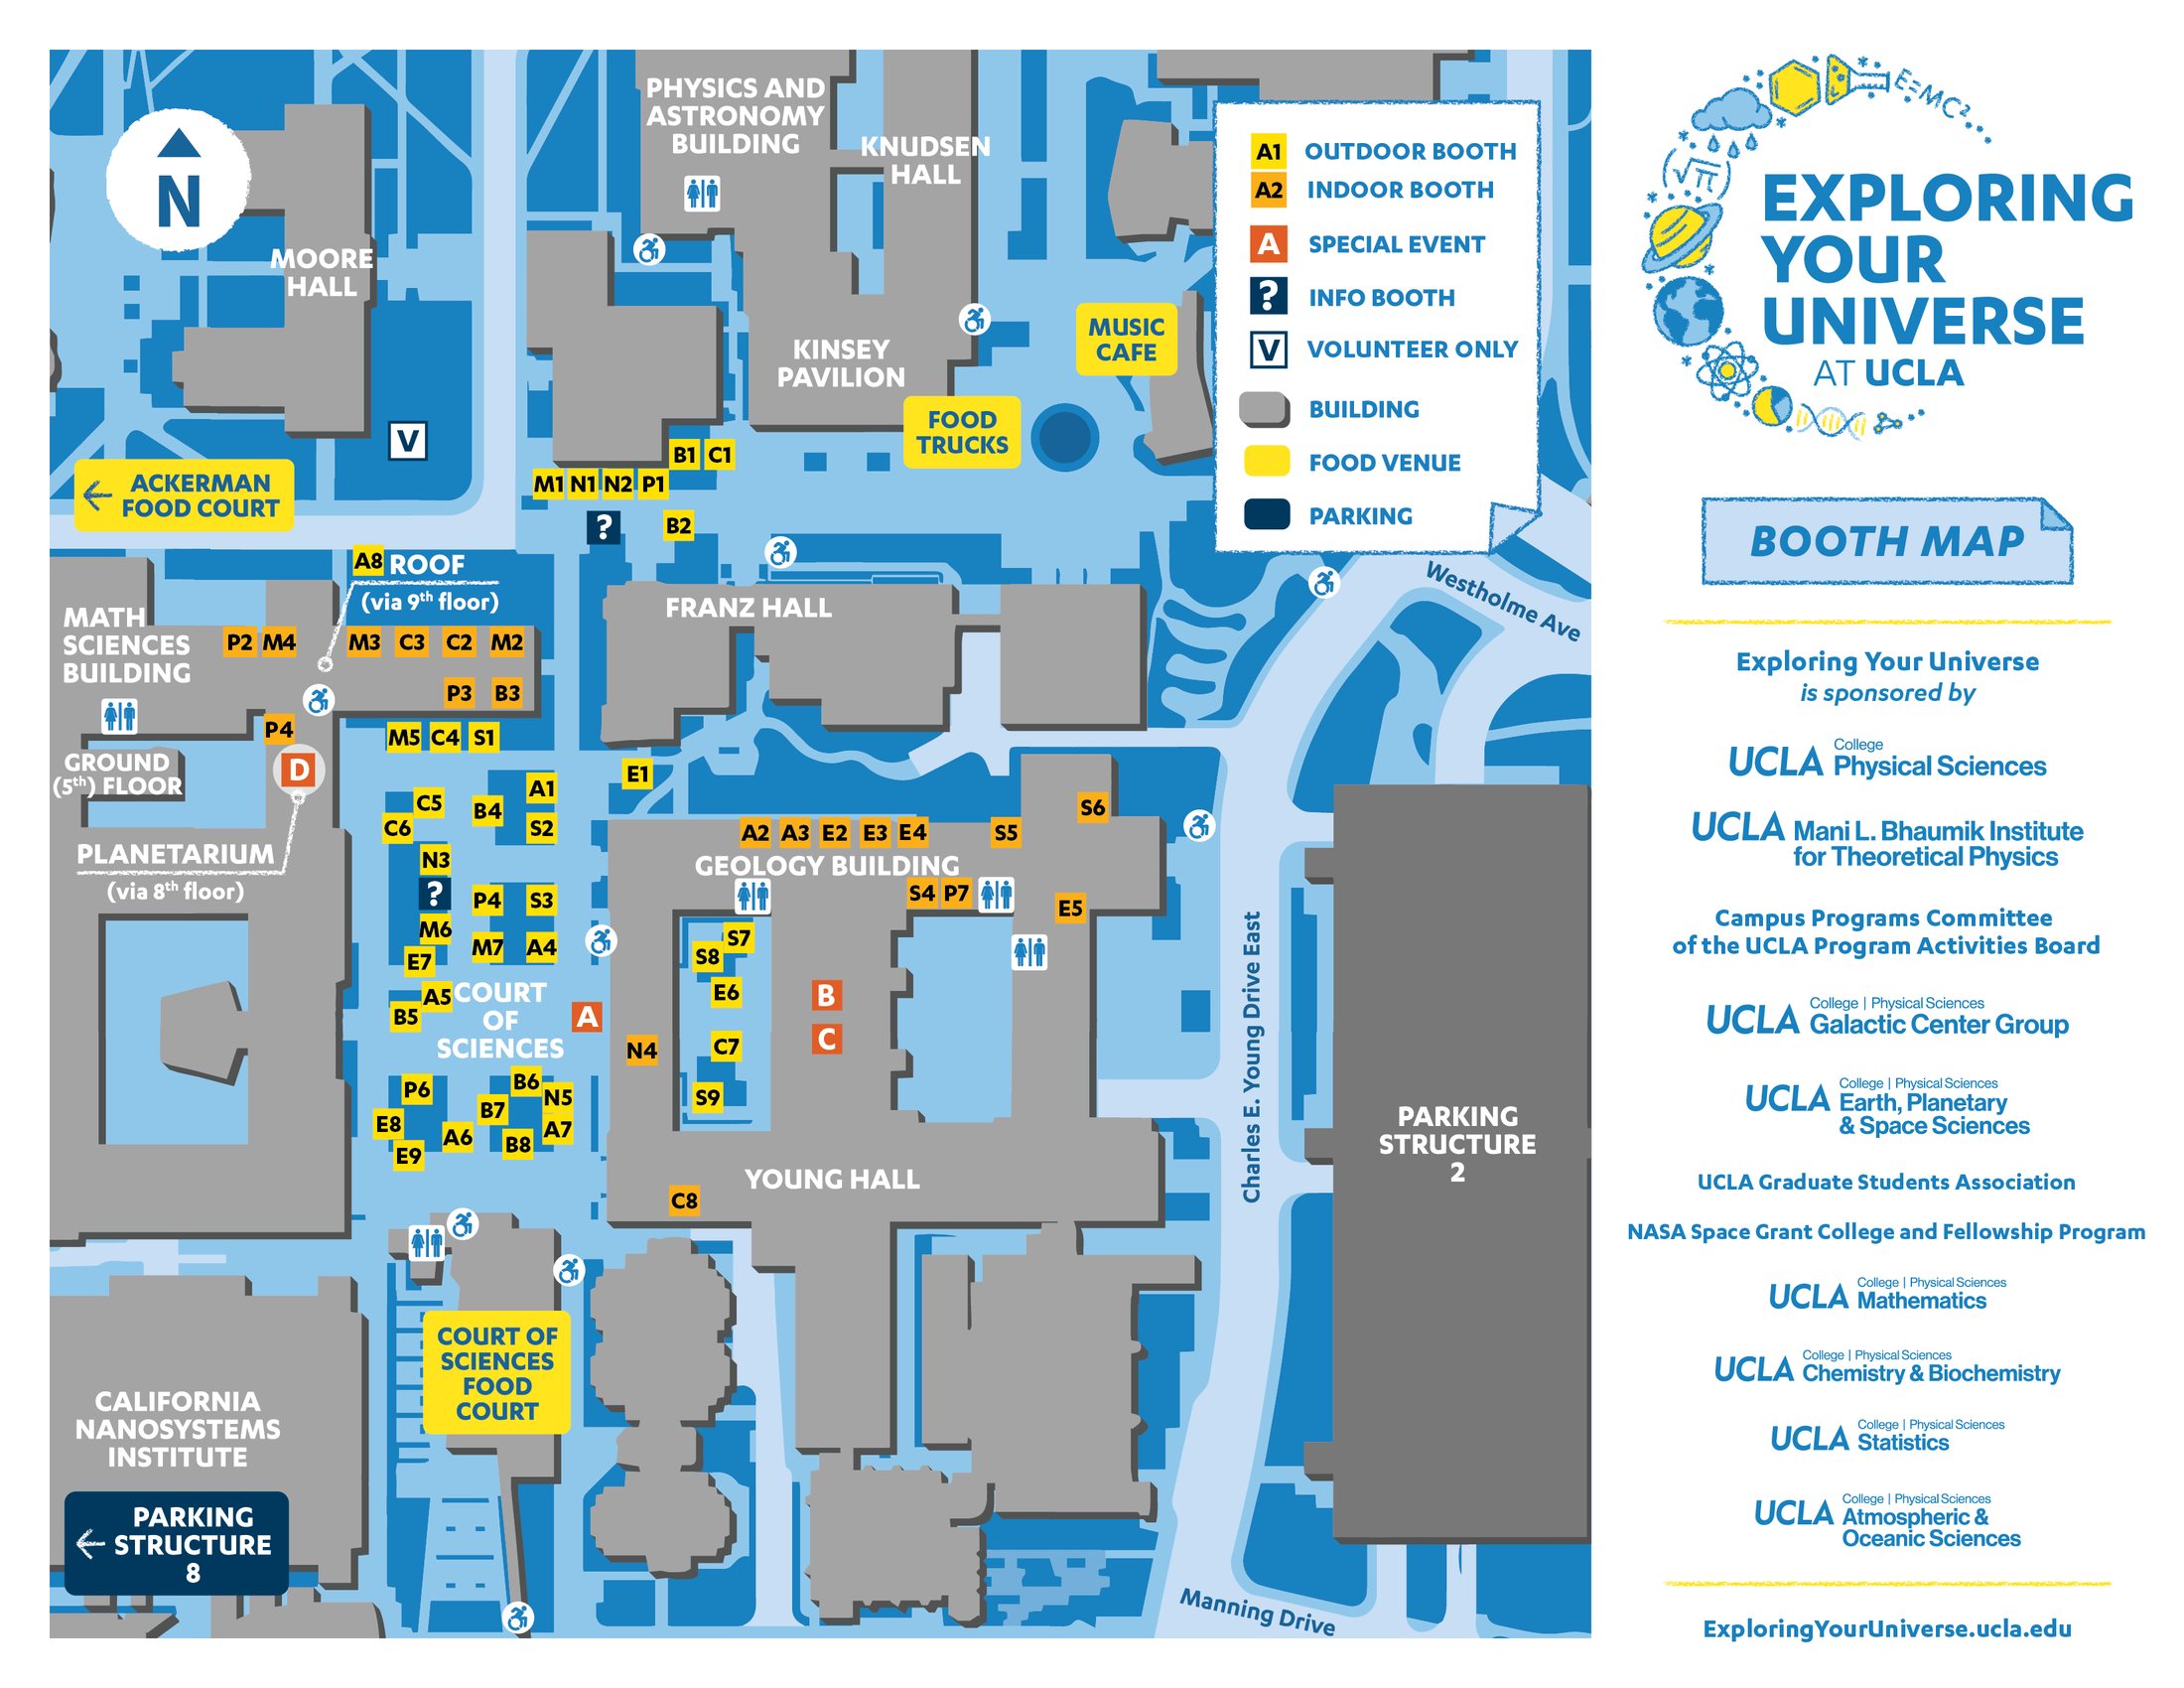 N
PHYSICS AND
ASTRONOMY
BUILDING
KNUDSEN
HALL
MOORE
HALL
KINSEY
PAVILION
MUSIC
CAFE
FOOD
TRUCKS
V
ACKERMAN
FOOD COURT
B1 C1
M1 N1 N2 P1
?
B2
A1 OUTDOOR BOOTH
A2 INDOOR BOOTH
A SPECIAL EVENT
? INFO BOOTH
V VOLUNTEER ONLY
BUILDING
FOOD VENUE
PARKING
A8 ROOF
(via 9th floor)
MATH
SCIENCES
BUILDING
P2 M4 M3 C3 C2 M2
P3 B3
P4
M5 C4 S1
GROUND
(5th) FLOOR
D
PLANETARIUM
(via 8th floor)
FRANZ HALL
Westholme Ave
E1
A1
C5
B4
C6
S2
N3
?
P4
S3
M6
M7
A4
E7
A5
B5
COURT
OF
SCIENCES
A
P6
B6
N5
B7
E8
A7
A6
B8
E9
S6
A2 A3 E2 E3 E4 S5
GEOLOGY BUILDING
S4 P7
E5
S7
S8
E6
B
C
N4
C7
S9
YOUNG HALL
C8
Charles E. Young Drive East
PARKING
STRUCTURE
2
COURT OF
SCIENCES
FOOD
COURT
CALIFORNIA
NANOSYSTEMS
INSTITUTE
PARKING
STRUCTURE
8
Manning Drive
E=MC²
√π
EXPLORING
YOUR
UNIVERSE
AT UCLA
BOOTH MAP
Exploring Your Universe
is sponsored by
College
UCLA Physical Sciences
UCLA Mani L. Bhaumik Institute
for Theoretical Physics
Campus Programs Committee
of the UCLA Program Activities Board
College | Physical Sciences
UCLA Galactic Center Group
College | Physical Sciences
UCLA Earth, Planetary
& Space Sciences
UCLA Graduate Students Association
NASA Space Grant College and Fellowship Program
College | Physical Sciences
UCLA Mathematics
College | Physical Sciences
UCLA Chemistry & Biochemistry
College | Physical Sciences
UCLA Statistics
College | Physical Sciences
UCLA Atmospheric &
Oceanic Sciences
ExploringYourUniverse.ucla.edu